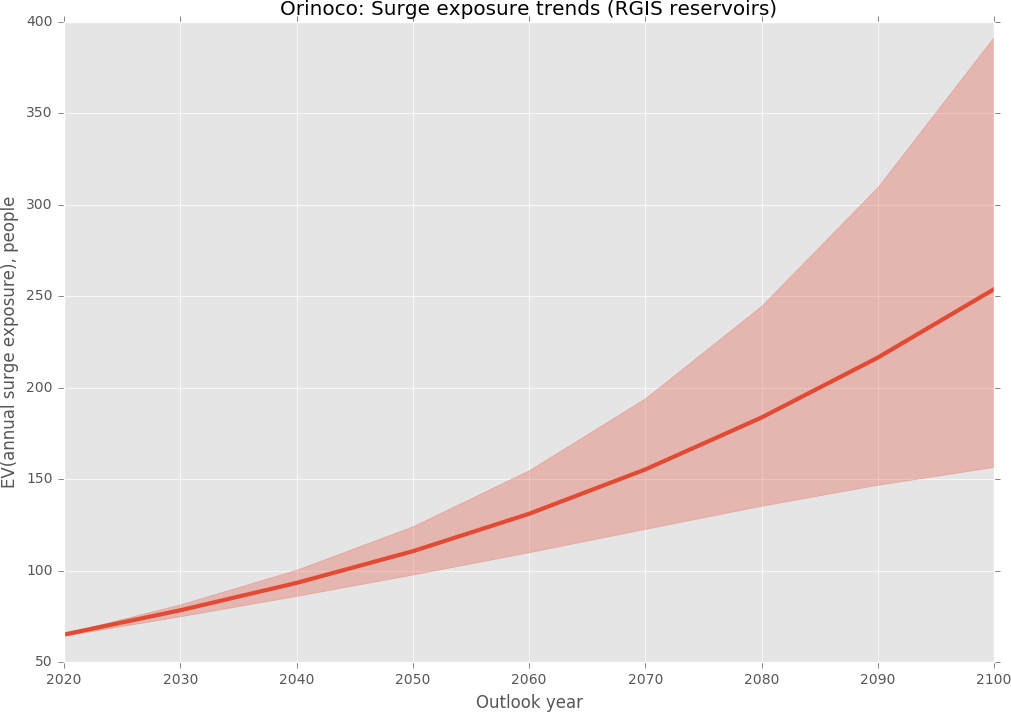 Orinoco: Surge exposure trends (RGIS reservoirs)
EV(annual surge exposure), people
400
350
300
250
200
150
100
50
2020 2030 2040 2050 2060 2070 2080 2090 2100
Outlook year